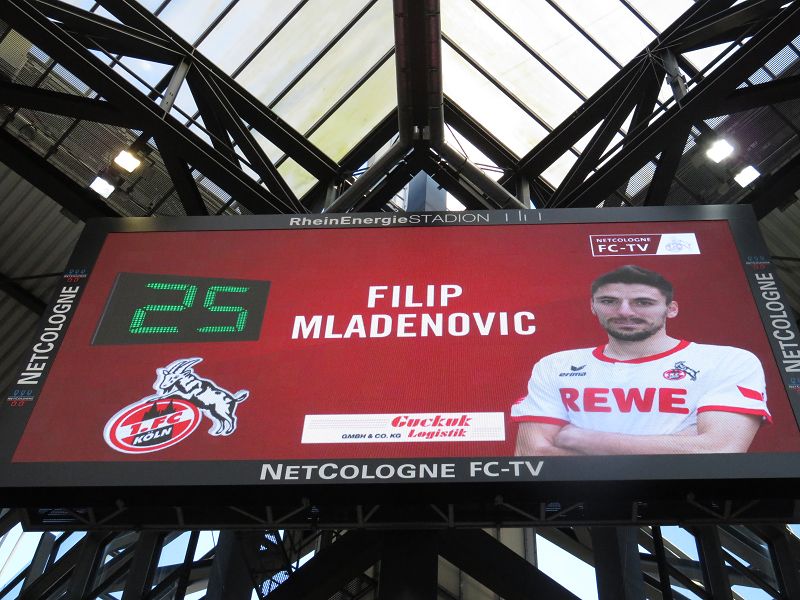 RheinEnergieSTADION
NETCOLOGNE
FC-TV
25
FILIP
MLADENOVIC
NETCOLOGNE
NETCOLOGNE
erima
REWE
1. FC
KÖLN
Guckuk
GMBH & CO. KG Logistik
NETCOLOGNE FC-TV